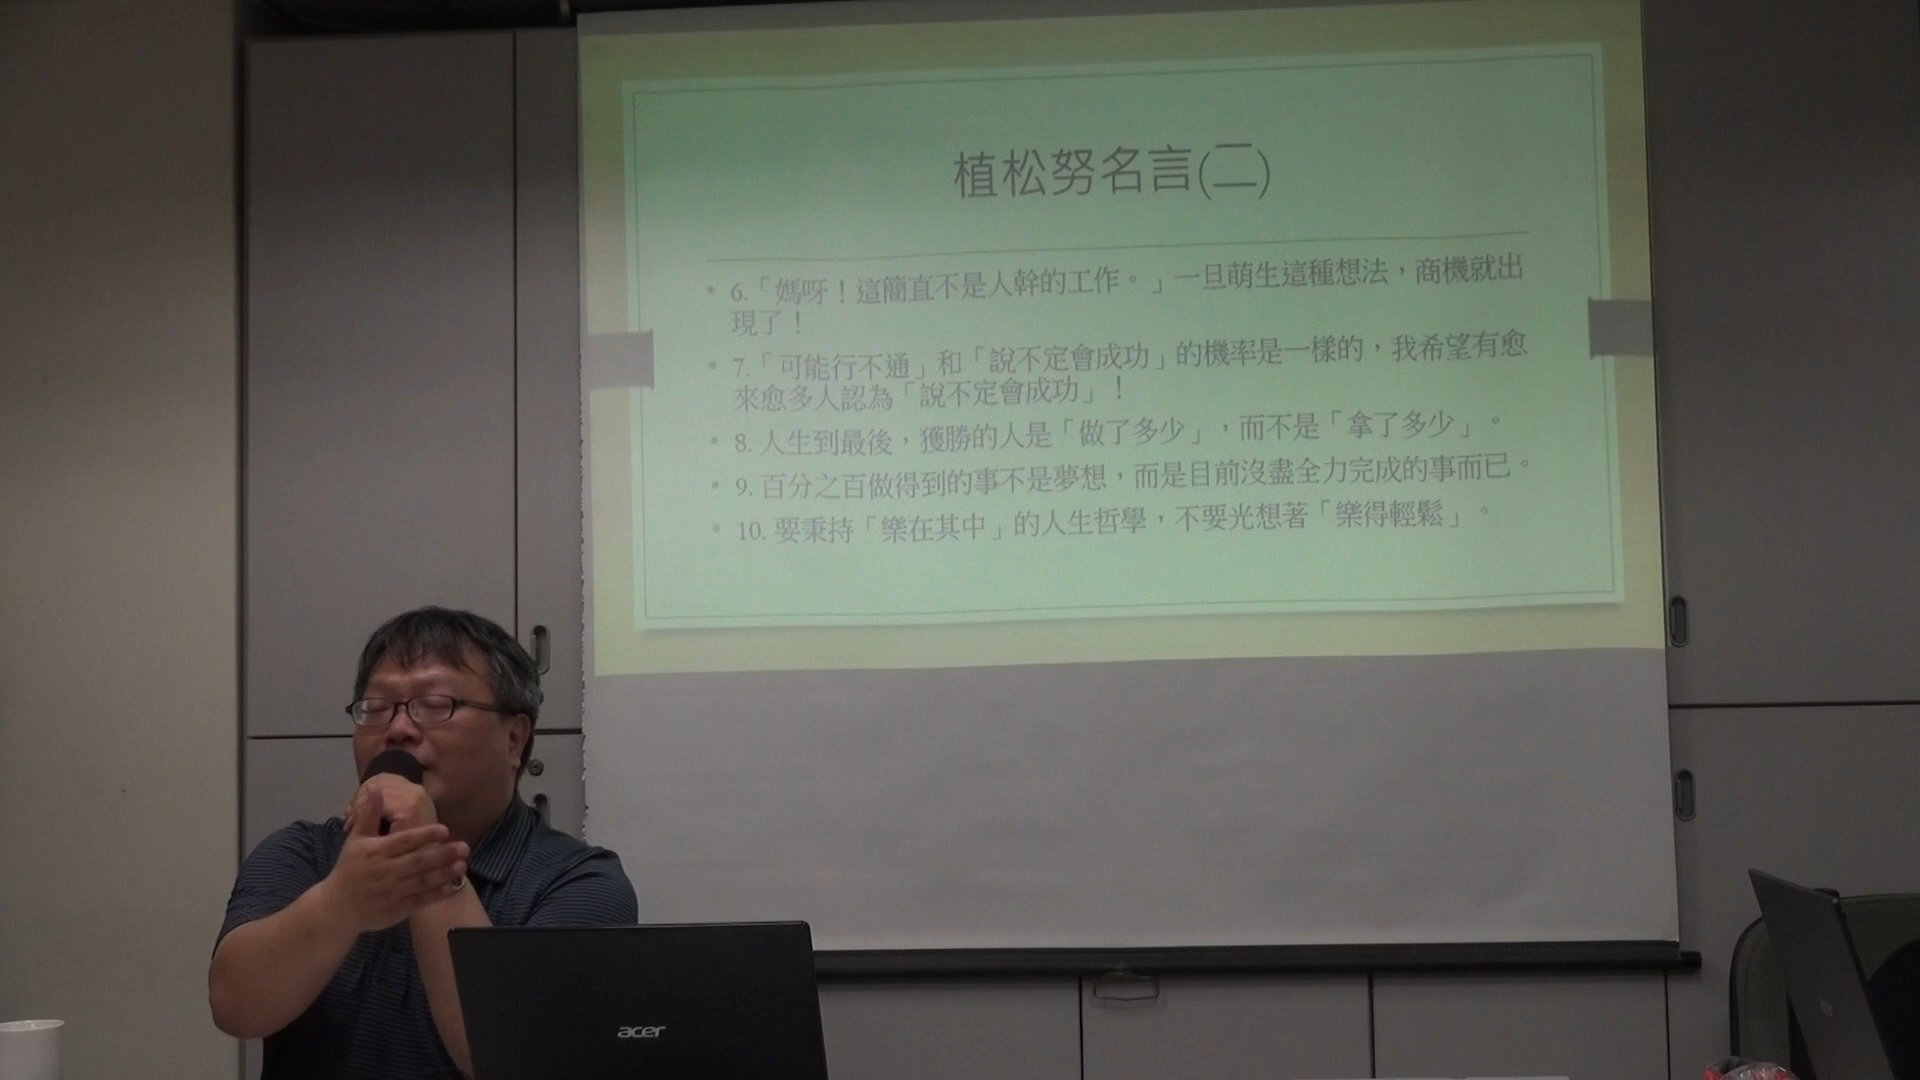 植松努名言(二)
• 6.「媽呀！這簡直不是人幹的工作。」一旦萌生這種想法，商機就出
現了！
• 7.「可能行不通」和「說不定會成功」的機率是一樣的，我希望有愈
來愈多人認為「說不定會成功」！
• 8. 人生到最後，獲勝的人是「做了多少」，而不是「拿了多少」。
• 9. 百分之百做得到的事不是夢想，而是目前沒盡全力完成的事而已。
• 10. 要秉持「樂在其中」的人生哲學，不要光想著「樂得輕鬆」。
acer